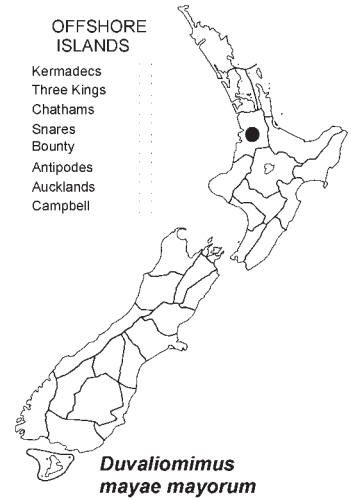 OFFSHORE
ISLANDS
Kermadecs
Three Kings
Chathams
Snares
Bounty
Antipodes
Aucklands
Campbell
Duvaliomimus
mayae mayorum